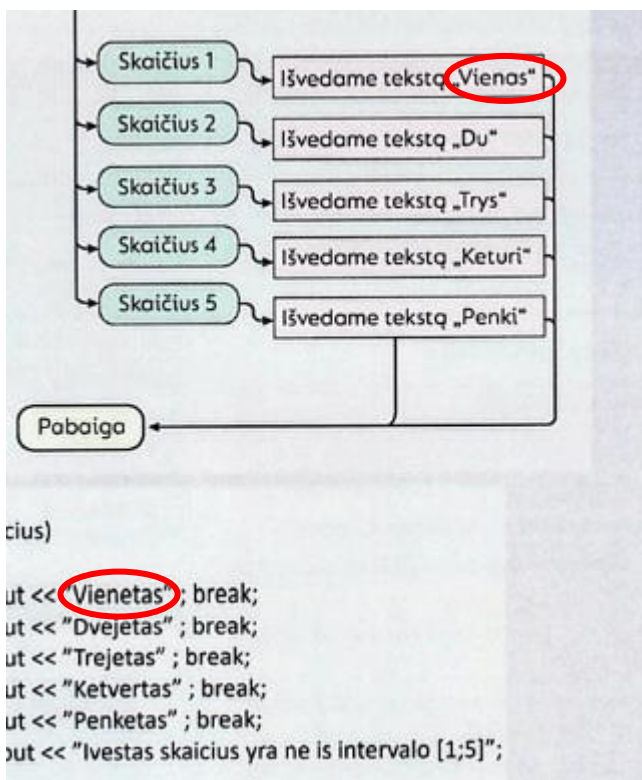 Skaičius 1
Išvedame tekstą „Vienas“
Skaičius 2
Išvedame tekstą „Du“
Skaičius 3
Išvedame tekstą „Trys“
Skaičius 4
Išvedame tekstą „Keturi“
Skaičius 5
Išvedame tekstą „Penki“
Pabaiga
cius)
ut << "Vienetas" ; break;
ut << "Dvejetas" ; break;
ut << "Trejetas" ; break;
ut << "Ketvertas" ; break;
ut << "Penketas" ; break;
out << "Ivestas skaicius yra ne is intervalo [1;5]";